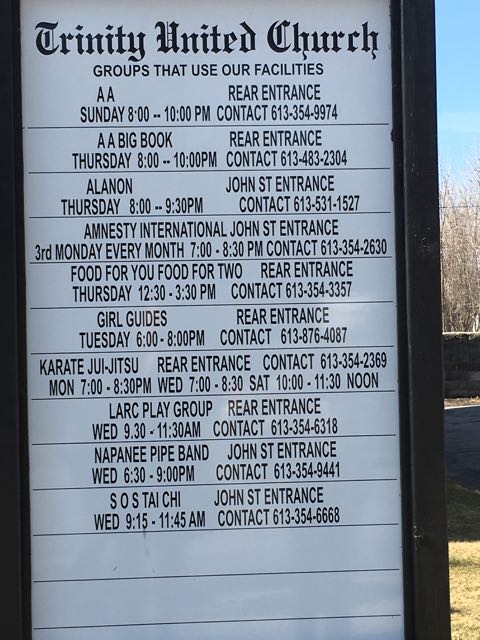 Trinity United Church
GROUPS THAT USE OUR FACILITIES
A A REAR ENTRANCE
SUNDAY 8:00 -- 10:00 PM CONTACT 613-354-9974
A A BIG BOOK REAR ENTRANCE
THURSDAY 8:00 -- 10:00PM CONTACT 613-483-2304
ALANON JOHN ST ENTRANCE
THURSDAY 8:00 -- 9:30PM CONTACT 613-531-1527
AMNESTY INTERNATIONAL JOHN ST ENTRANCE
3rd MONDAY EVERY MONTH 7:00 - 8:30 PM CONTACT 613-354-2630
FOOD FOR YOU FOOD FOR TWO REAR ENTRANCE
THURSDAY 12:30 - 3:30 PM CONTACT 613-354-3357
GIRL GUIDES REAR ENTRANCE
TUESDAY 6:00 - 8:00PM CONTACT 613-876-4087
KARATE JUI-JITSU REAR ENTRANCE CONTACT 613-354-2369
MON 7:00 - 8:30PM WED 7:00 - 8:30 SAT 10:00 - 11:30 NOON
LARC PLAY GROUP REAR ENTRANCE
WED 9.30 - 11:30AM CONTACT 613-354-6318
NAPANEE PIPE BAND JOHN ST ENTRANCE
WED 6:30 - 9:00PM CONTACT 613-354-9441
S O S TAI CHI JOHN ST ENTRANCE
WED 9:15 - 11:45 AM CONTACT 613-354-6668